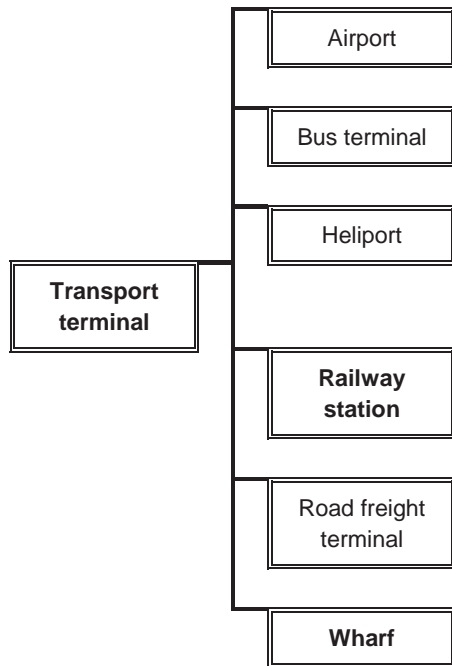 Airport
Bus terminal
Heliport
Transport
terminal
Railway
station
Road freight
terminal
Wharf